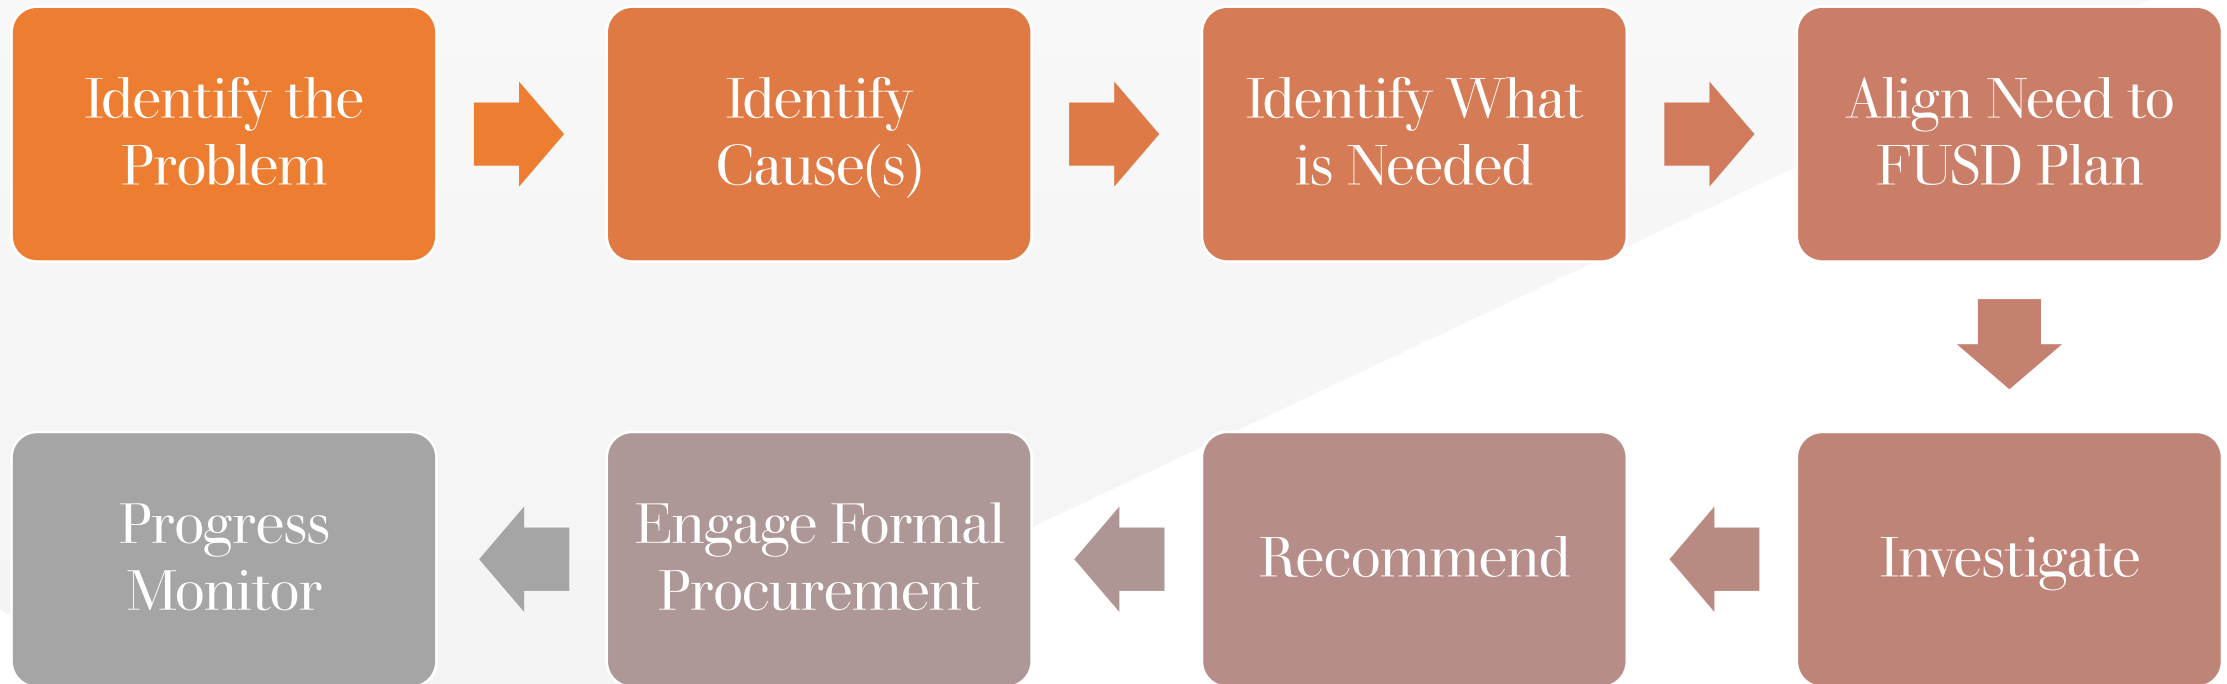 Identify the
Problem
Identify
Cause(s)
Identify What
is Needed
Align Need to
FUSD Plan
Investigate
Recommend
Engage Formal
Procurement
Progress
Monitor